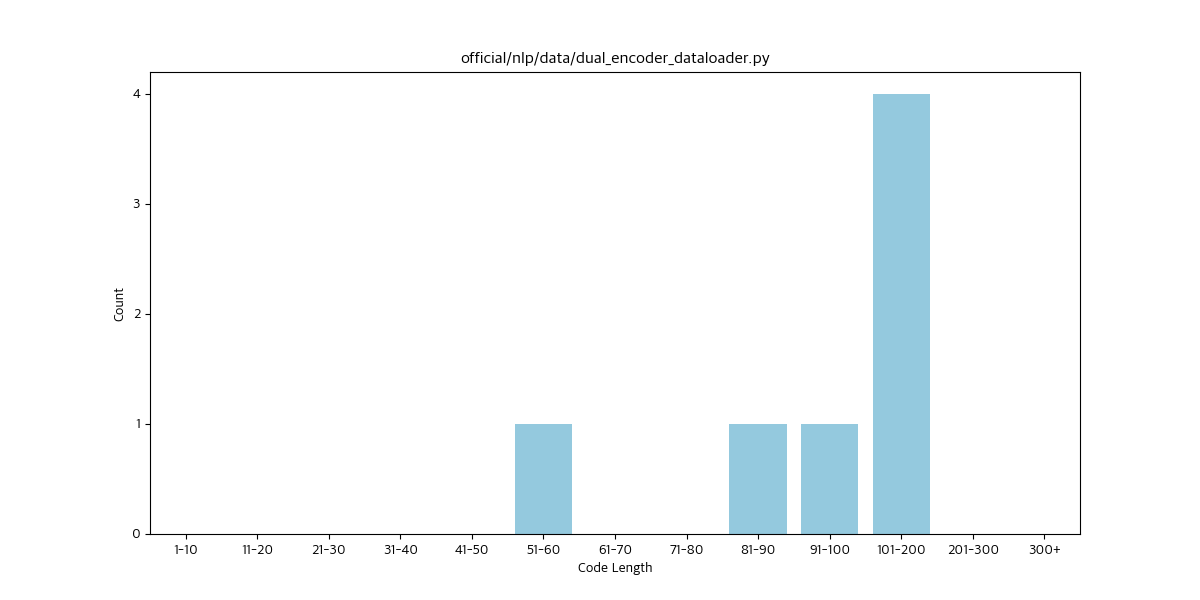 official/nlp/data/dual_encoder_dataloader.py
4
3
2
1
0
Count
1-10 11-20 21-30 31-40 41-50 51-60 61-70 71-80 81-90 91-100 101-200 201-300 300+
Code Length